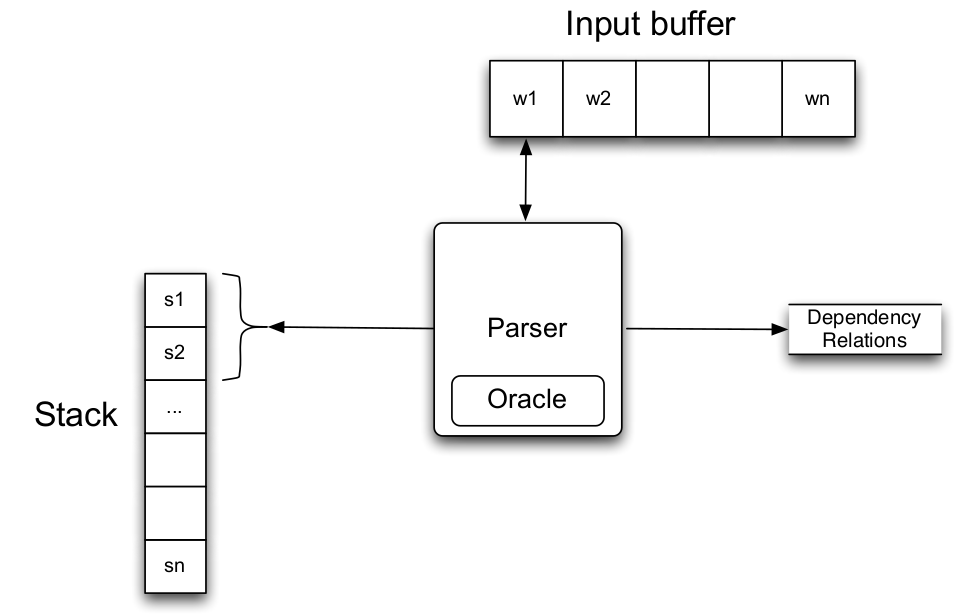 Input buffer
w1 w2 wn
s1
s2
Stack
...
sn
Parser
Oracle
Dependency
Relations